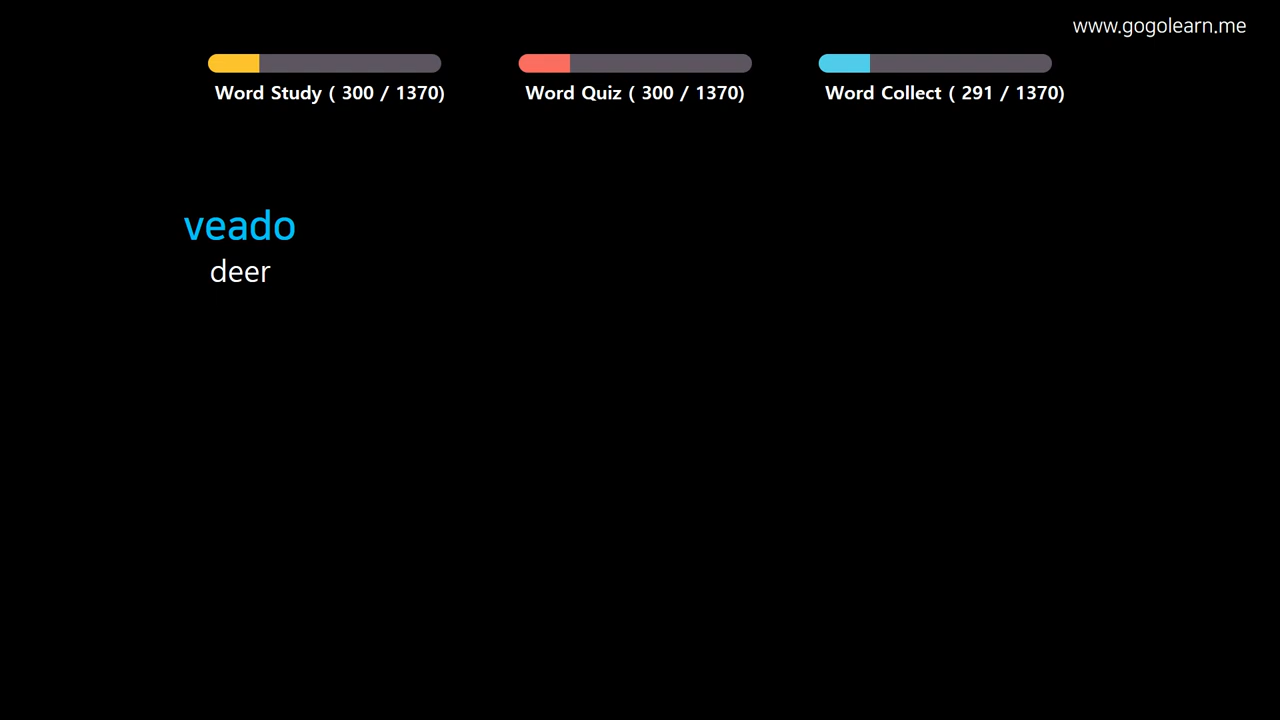 www.gogolearn.me
Word Study ( 300 / 1370)
Word Quiz ( 300 / 1370)
Word Collect ( 291 / 1370)
veado
deer